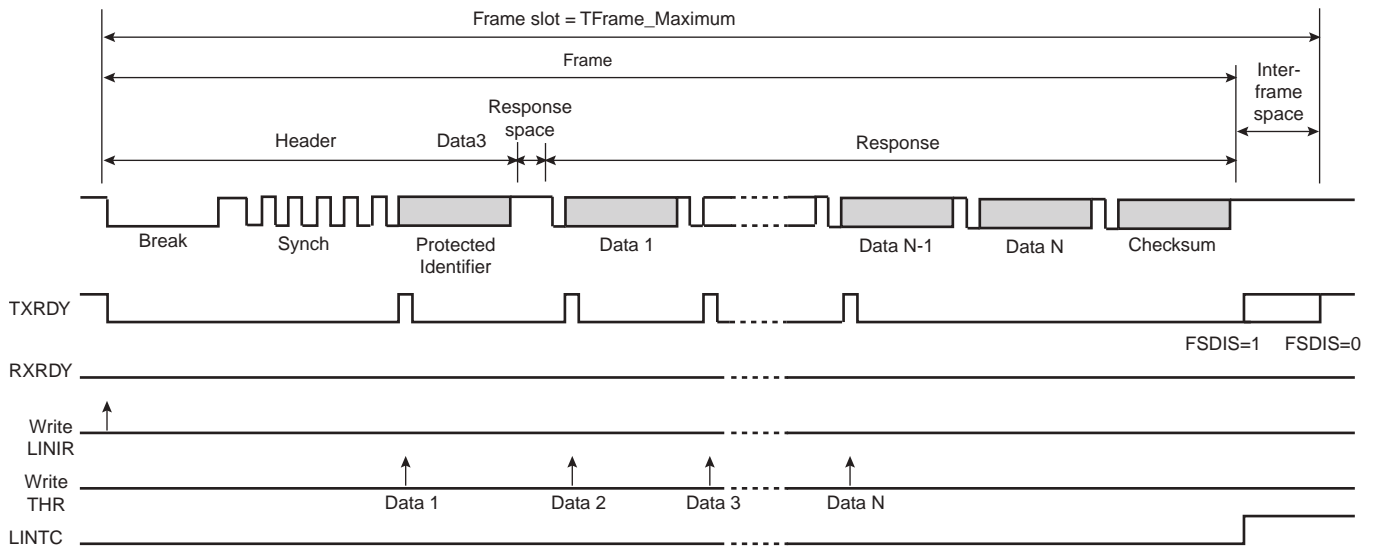 Frame slot = TFrame_Maximum
Frame
Inter-
frame
space
Response
space
Header
Data3
Response
Break
Synch
Protected
Identifier
Data 1
Data N-1
Data N
Checksum
TXRDY
FSDIS=1
FSDIS=0
RXRDY
Write
LINIR
Write
THR
Data 1
Data 2
Data 3
Data N
LINTC